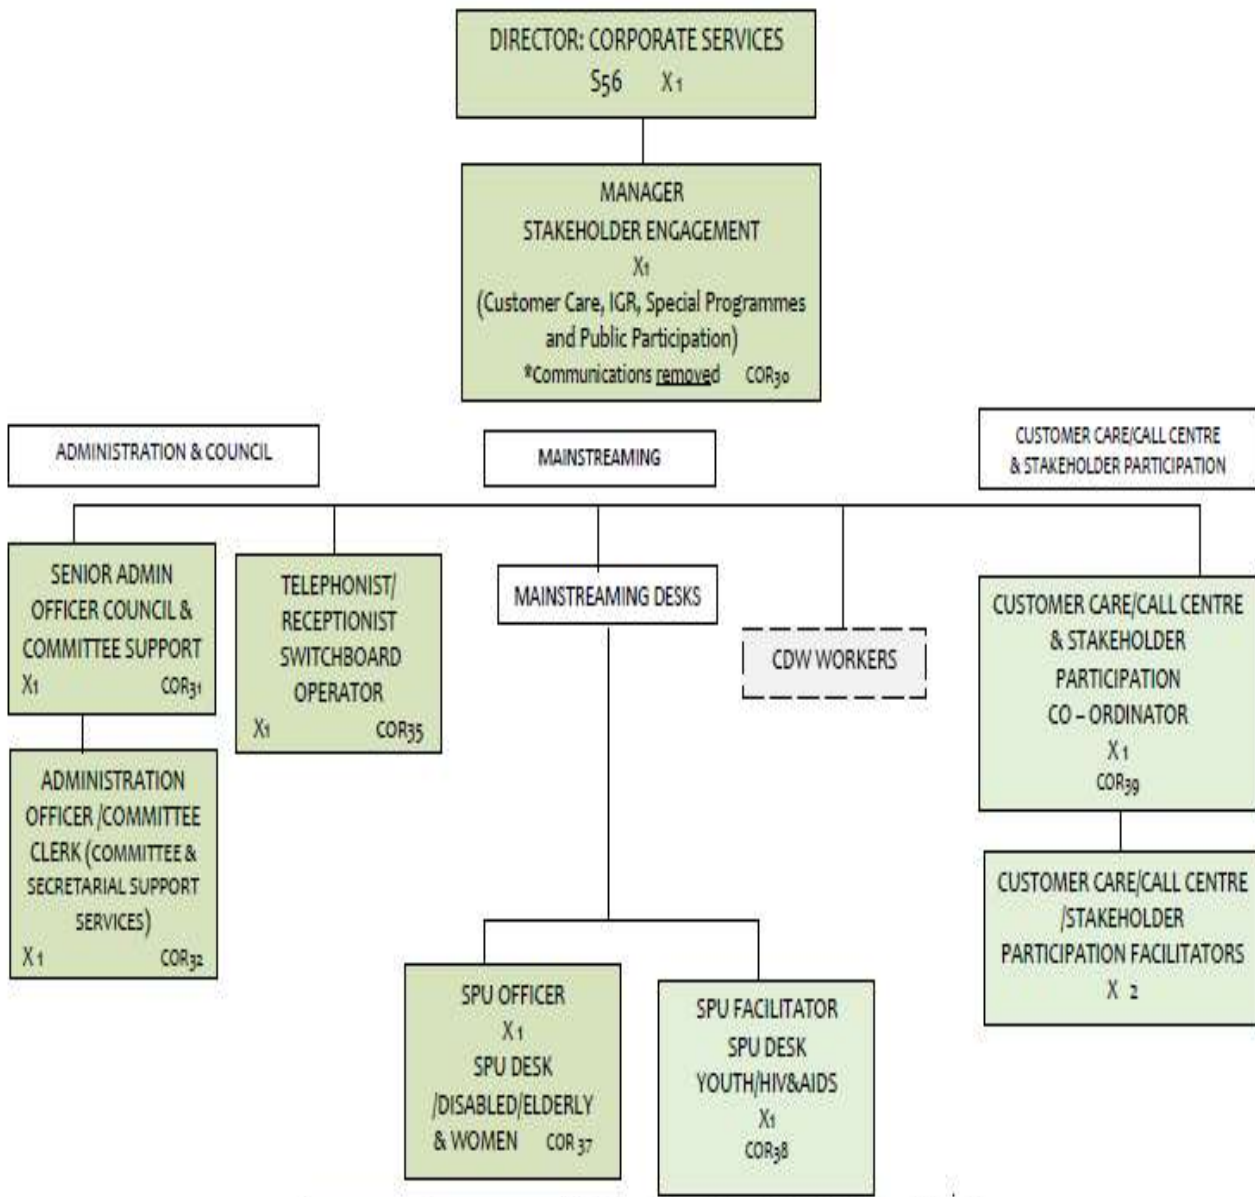 DIRECTOR: CORPORATE SERVICES
S56 X1
MANAGER
STAKEHOLDER ENGAGEMENT
X1
(Customer Care, IGR, Special Programmes
and Public Participation)
*Communications removed COR30
ADMINISTRATION & COUNCIL
MAINSTREAMING
CUSTOMER CARE/CALL CENTRE
& STAKEHOLDER PARTICIPATION
SENIOR ADMIN
OFFICER COUNCIL &
COMMITTEE SUPPORT
X1 COR31
TELEPHONIST/
RECEPTIONIST
SWITCHBOARD
OPERATOR
X1 COR35
MAINSTREAMING DESKS
CDW WORKERS
CUSTOMER CARE/CALL CENTRE
& STAKEHOLDER
PARTICIPATION
CO – ORDINATOR
X 1
COR39
ADMINISTRATION
OFFICER /COMMITTEE
CLERK (COMMITTEE &
SECRETARIAL SUPPORT
SERVICES)
X 1 COR32
CUSTOMER CARE/CALL CENTRE
/STAKEHOLDER
PARTICIPATION FACILITATORS
X 2
SPU OFFICER
X 1
SPU DESK
/DISABLED/ELDERLY
& WOMEN COR 37
SPU FACILITATOR
SPU DESK
YOUTH/HIV&AIDS
X1
COR38